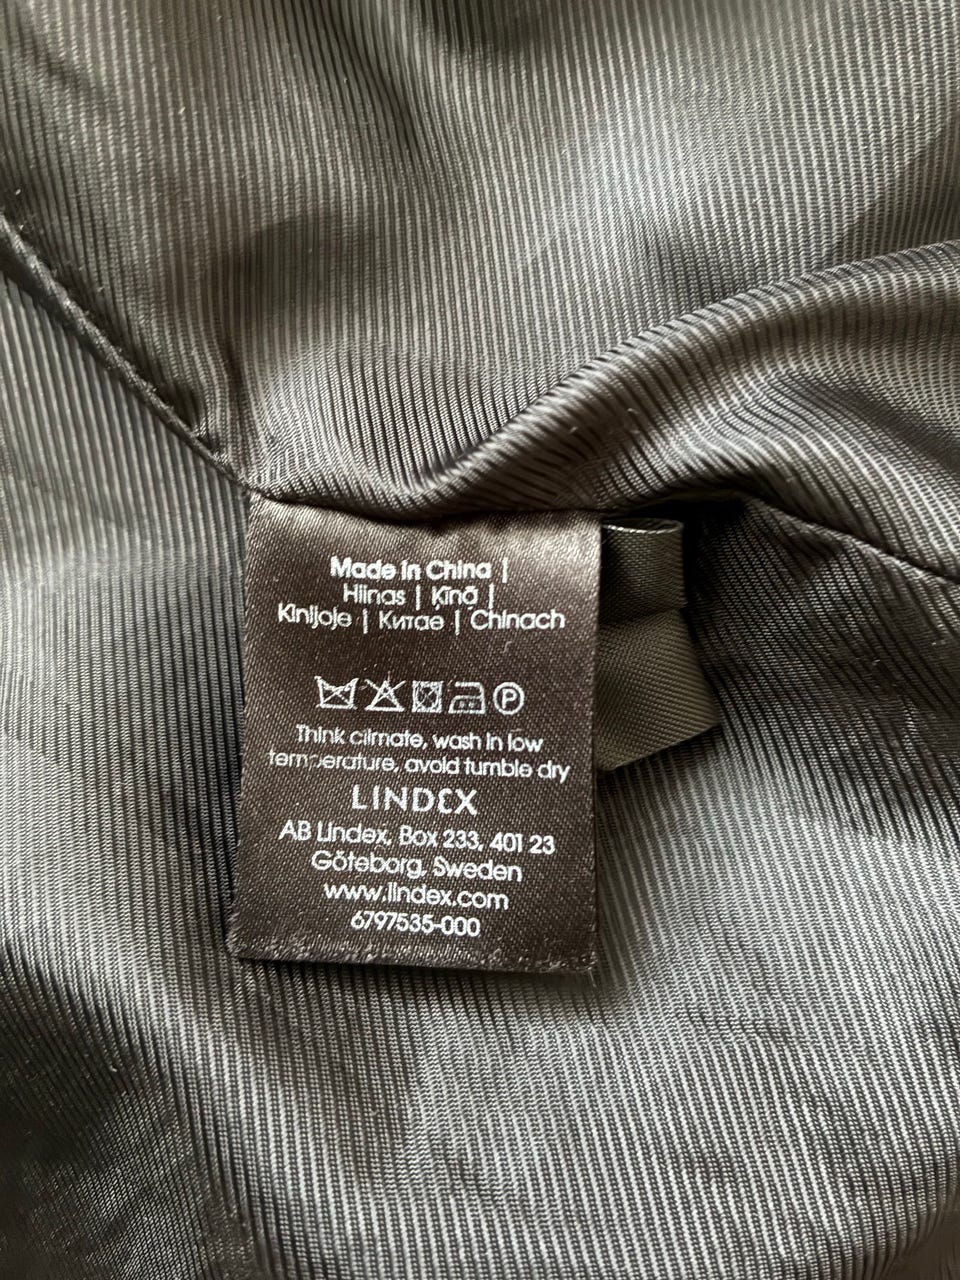 Made in China |
Hiinas | Ķīnā |
Kinijoje | Китае | Chinach
P
Think climate, wash in low
temperature, avoid tumble dry
LINDEX
AB Lindex, Box 233, 401 23
Göteborg, Sweden
www.lindex.com
6797535-000